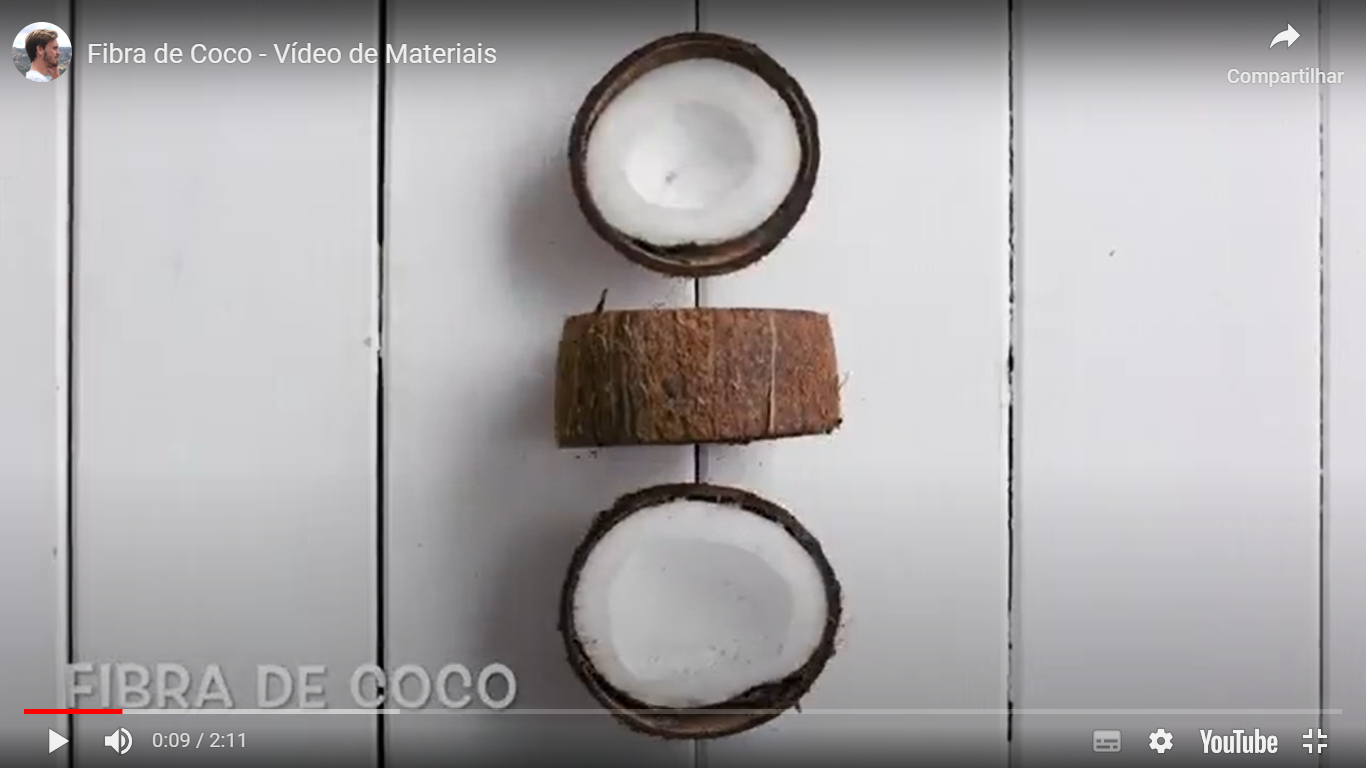 Fibra de Coco - Vídeo de Materiais
Compartilhar
FIBRA DE COCO
0:09 / 2:11
YouTube